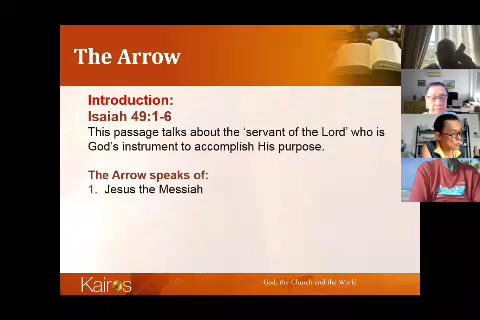 The Arrow
Introduction:
Isaiah 49:1-6
This passage talks about the 'servant of the Lord' who is
God's instrument to accomplish His purpose.
The Arrow speaks of:
1. Jesus the Messiah
Kairos
God, the Church and the World